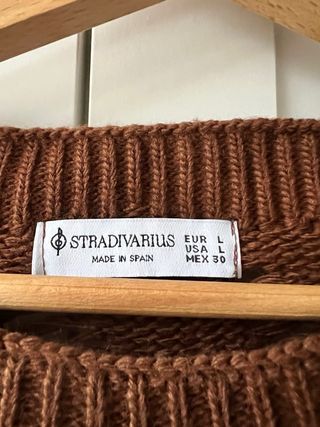 STRADIVARIUS
MADE IN SPAIN
EUR L
USA L
MEX 30